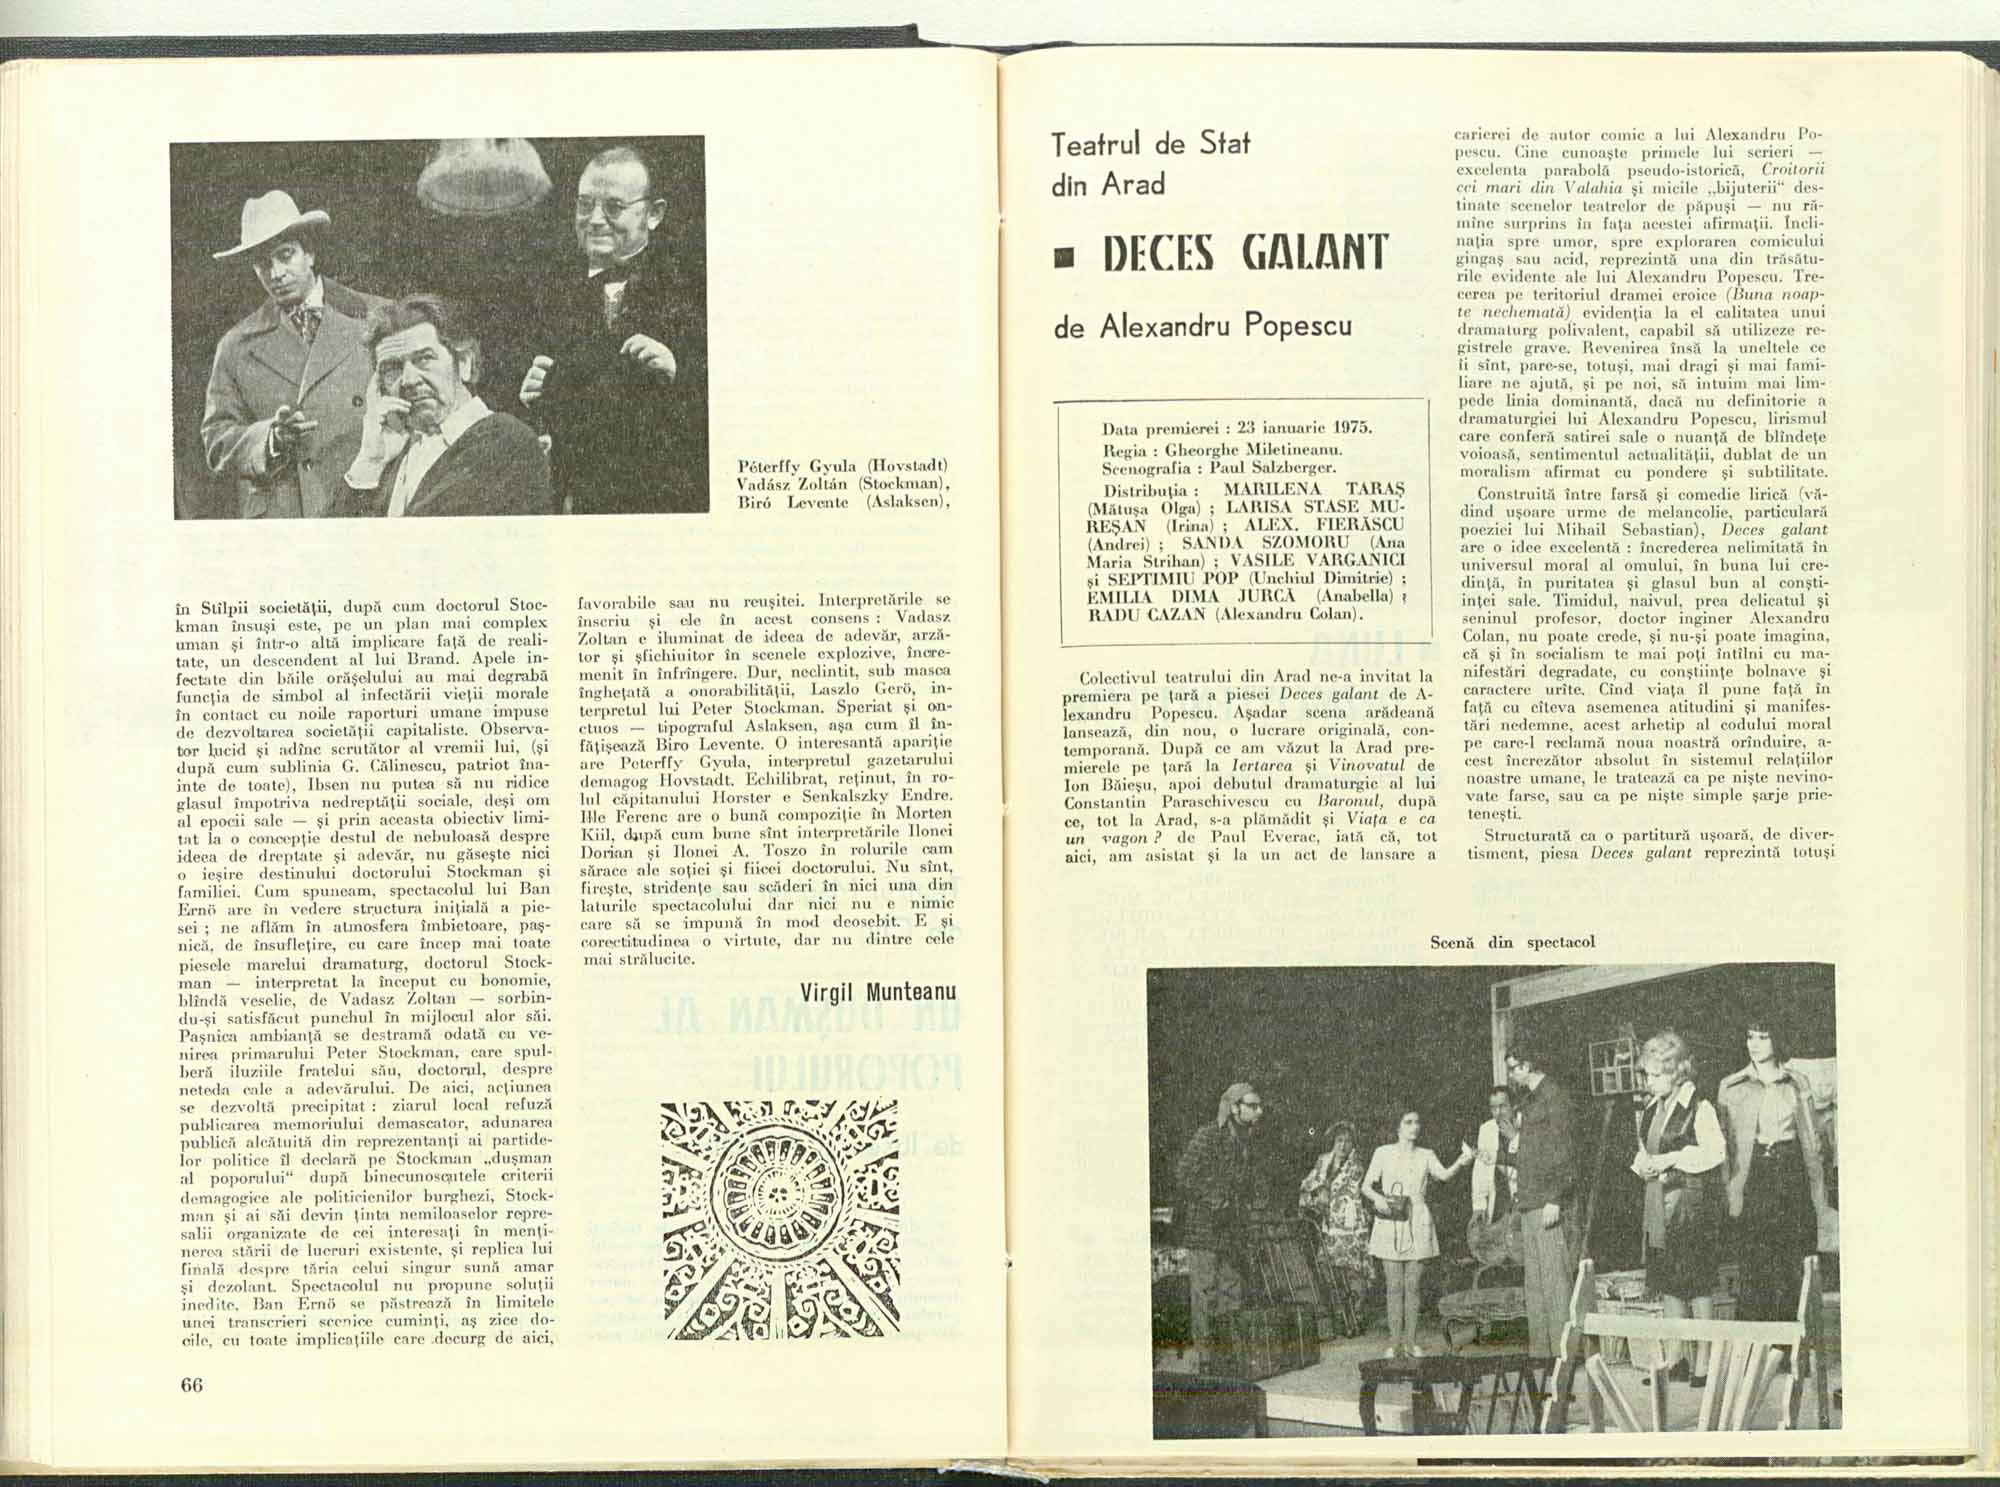 Péterffy Gyula (Hovstadt)
Vadász Zoltán (Stockman),
Biró Levente (Aslaksen),
în Stîlpii societății, după cum doctorul Stoc-
kman însuși este, pe un plan mai complex
uman și într-o altă implicare față de reali-
tate, un descendent al lui Brand. Apele in-
fectate din băile orășelului au mai degrabă
funcția de simbol al infectării vieții morale
în contact cu noile raporturi umane impuse
de dezvoltarea societății capitaliste. Observa-
tor lucid și adînc scrutător al vremii lui, (și
după cum sublinia G. Călinescu, patriot îna-
inte de toate), Ibsen nu putea să nu ridice
glasul împotriva nedreptății sociale, deși om
al epocii sale — și prin aceasta obiectiv limi-
tat la o concepție destul de nebuloasă despre
ideea de dreptate și adevăr, nu găsește nici
o ieșire destinului doctorului Stockman și
familiei. Cum spuneam, spectacolul lui Ban
Ernö are în vedere structura inițială a pie-
sei ; ne aflăm în atmosfera îmbietoare, paș-
nică, de însuflețire, cu care încep mai toate
piesele marelui dramaturg, doctorul Stock-
man — interpretat la început cu bonomie,
blîndă veselie, de Vadasz Zoltan — sorbin-
du-și satisfăcut punchul în mijlocul alor săi.
Pașnica ambianță se destramă odată cu ve-
nirea primarului Peter Stockman, care spul-
beră iluziile fratelui său, doctorul, despre
neteda cale a adevărului. De aici, acțiunea
se dezvoltă precipitat : ziarul local refuză
publicarea memoriului demascator, adunarea
publică alcătuită din reprezentanți ai partide-
lor politice îl declară pe Stockman „dușman
al poporului“ după binecunoscutele criterii
demagogice ale politicienilor burghezi, Stock-
man și ai săi devin ținta nemiloaselor repre-
salii organizate de cei interesați în menți-
nerea stării de lucruri existente, și replica lui
finală despre tăria celui singur sună amar
și dezolant. Spectacolul nu propune soluții
inedite. Ban Ernö se păstrează în limitele
unei transcrieri scenice cuminți, aș zice do-
cile, cu toate implicațiile care decurg de aici,
favorabile sau nu reușitei. Interpretările se
înscriu și ele în acest consens : Vadasz
Zoltan e iluminat de ideea de adevăr, arză-
tor și șfichiuitor în scenele explozive, încre-
menit în înfrîngere. Dur, neclintit, sub masca
înghețată a onorabilității, Laszlo Gerö, in-
terpretul lui Peter Stockman. Speriat și on-
ctuos — tipograful Aslaksen, așa cum îl în-
fățișează Biro Levente. O interesantă apariție
are Peterffy Gyula, interpretul gazetarului
demagog Hovstadt. Echilibrat, reținut, în ro-
lul căpitanului Horster e Senkalszky Endre.
Ille Ferenc are o bună compoziție în Morten
Kiil, după cum bune sînt interpretările Ilonei
Dorian și Ilonei A. Toszo în rolurile cam
sărace ale soției și fiicei doctorului. Nu sînt,
firește, stridențe sau scăderi în nici una din
laturile spectacolului dar nici nu e nimic
care să se impună în mod deosebit. E și
corectitudinea o virtute, dar nu dintre cele
mai strălucite.
Virgil Munteanu
66
Teatrul de Stat
din Arad
■ DECES GALANT
de Alexandru Popescu
Data premierei : 23 ianuarie 1975.
Regia : Gheorghe Miletineanu.
Scenografia : Paul Salzberger.
Distribuția : MARILENA TARAȘ
(Mătușa Olga) ; LARISA STASE MU-
REȘAN (Irina) ; ALEX. FIERĂSCU
(Andrei) ; SANDA SZOMORU (Ana
Maria Strihan) ; VASILE VARGANICI
și SEPTIMIU POP (Unchiul Dimitrie) ;
EMILIA DIMA JURCĂ (Anabella) ;
RADU CAZAN (Alexandru Colan).
Colectivul teatrului din Arad ne-a invitat la
premiera pe țară a piesei Deces galant de A-
lexandru Popescu. Așadar scena arădeană
lansează, din nou, o lucrare originală, con-
temporană. După ce am văzut la Arad pre-
mierele pe țară la Iertarea și Vinovatul de
Ion Băieșu, apoi debutul dramaturgic al lui
Constantin Paraschivescu cu Baronul, după
ce, tot la Arad, s-a plămădit și Viața e ca
un vagon ? de Paul Everac, iată că, tot
aici, am asistat și la un act de lansare a
carierei de autor comic a lui Alexandru Po-
pescu. Cine cunoaște primele lui scrieri —
excelenta parabolă pseudo-istorică, Croitorii
cei mari din Valahia și micile „bijuterii“ des-
tinate scenelor teatrelor de păpuși — nu ră-
mîne surprins în fața acestei afirmații. Încli-
nația spre umor, spre explorarea comicului
gingaș sau acid, reprezintă una din trăsătu-
rile evidente ale lui Alexandru Popescu. Tre-
cerea pe teritoriul dramei eroice (Buna noap-
te nechemată) evidenția la el calitatea unui
dramaturg polivalent, capabil să utilizeze re-
gistrele grave. Revenirea însă la uneltele ce
îi sînt, pare-se, totuși, mai dragi și mai fami-
liare ne ajută, și pe noi, să intuim mai lim-
pede linia dominantă, dacă nu definitorie a
dramaturgiei lui Alexandru Popescu, lirismul
care conferă satirei sale o nuanță de blîndețe
voioasă, sentimentul actualității, dublat de un
moralism afirmat cu pondere și subtilitate.
Construită între farsă și comedie lirică (vă-
dind ușoare urme de melancolie, particulară
poeziei lui Mihail Sebastian), Deces galant
are o idee excelentă : încrederea nelimitată în
universul moral al omului, în buna lui cre-
dință, în puritatea și glasul bun al conști-
inței sale. Timidul, naivul, prea delicatul și
seninul profesor, doctor inginer Alexandru
Colan, nu poate crede, și nu-și poate imagina,
că și în socialism te mai poți întîlni cu ma-
nifestări degradate, cu conștiințe bolnave și
caractere urîte. Cînd viața îl pune față în
față cu cîteva asemenea atitudini și manifes-
tări nedemne, acest arhetip al codului moral
pe care-l reclamă noua noastră orînduire, a-
cest încrezător absolut în sistemul relațiilor
noastre umane, le tratează ca pe niște nevino-
vate farse, sau ca pe niște simple șarje prie-
tenești.
Structurată ca o partitură ușoară, de diver-
tisment, piesa Deces galant reprezintă totuși
Scenă din spectacol